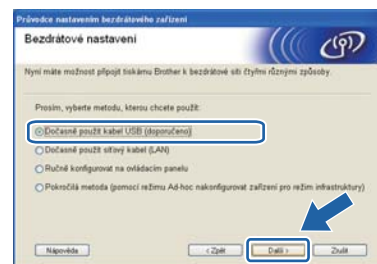 Průvodce nastavením bezdrátového zařízení
Bezdrátové nastavení
Nyní máte možnost připojit tiskárnu Brother k bezdrátové síti čtyřmi různými způsoby.
Prosím, vyberte metodu, kterou chcete použít:
Dočasně použít kabel USB (doporučeno)
Dočasně použít síťový kabel (LAN)
Ručně konfigurovat na ovládacím panelu
Pokročilá metoda (pomocí režimu Ad-hoc nakonfigurovat zařízení pro režim infrastruktury)
Nápověda < Zpět Další > Zrušit